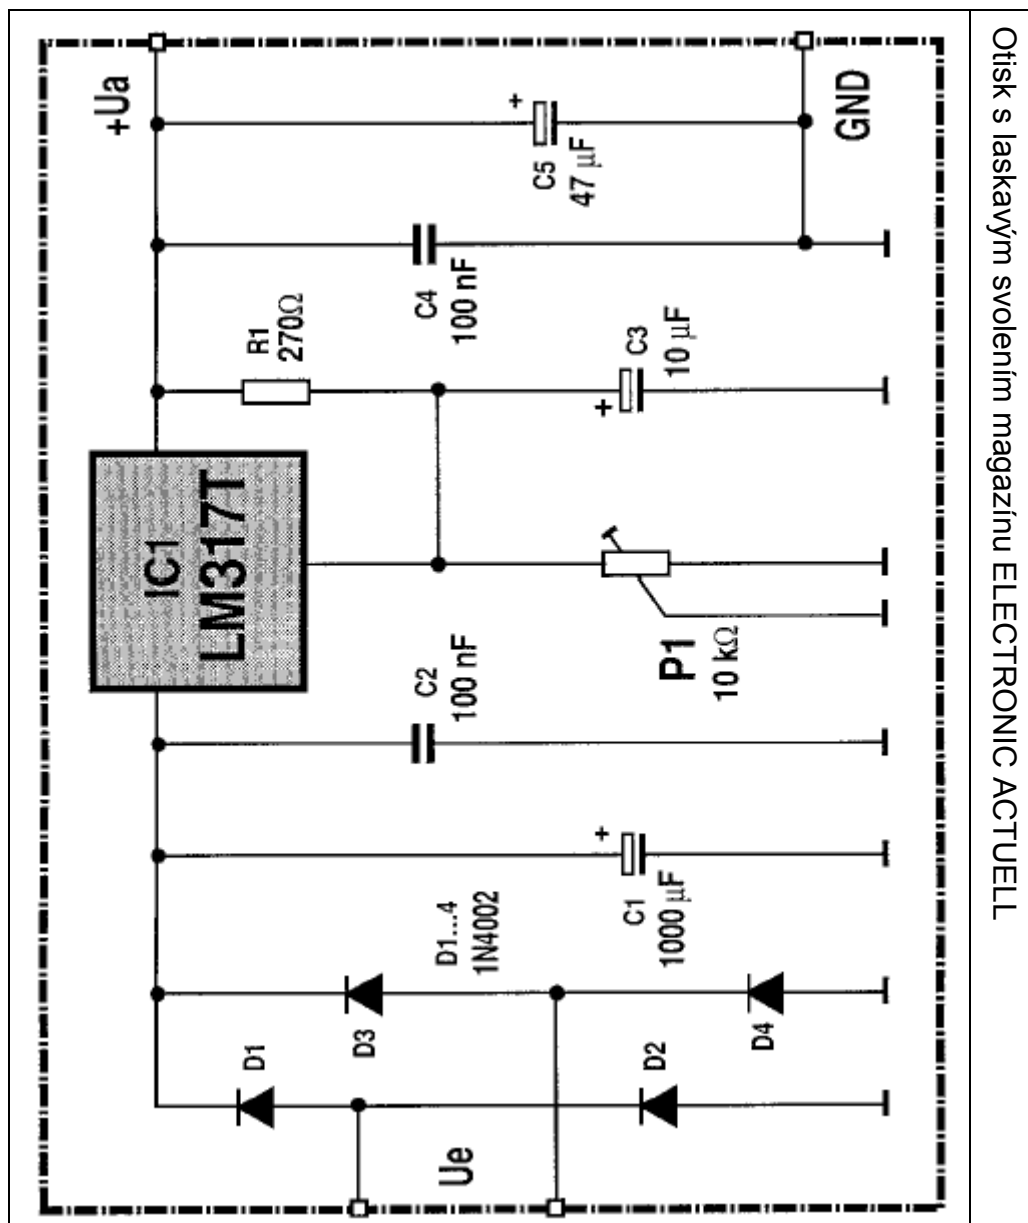 Otisk s laskavým svolením magazínu ELECTRONIC ACTUELL
Ue
D1
D2
D3
D4
D1...4
1N4002
C1
1000 µF
+
C2
100 nF
IC1
LM317T
P1
10 kΩ
R1
270Ω
C3
10 µF
+
C4
100 nF
C5
47 µF
+
+Ua
GND